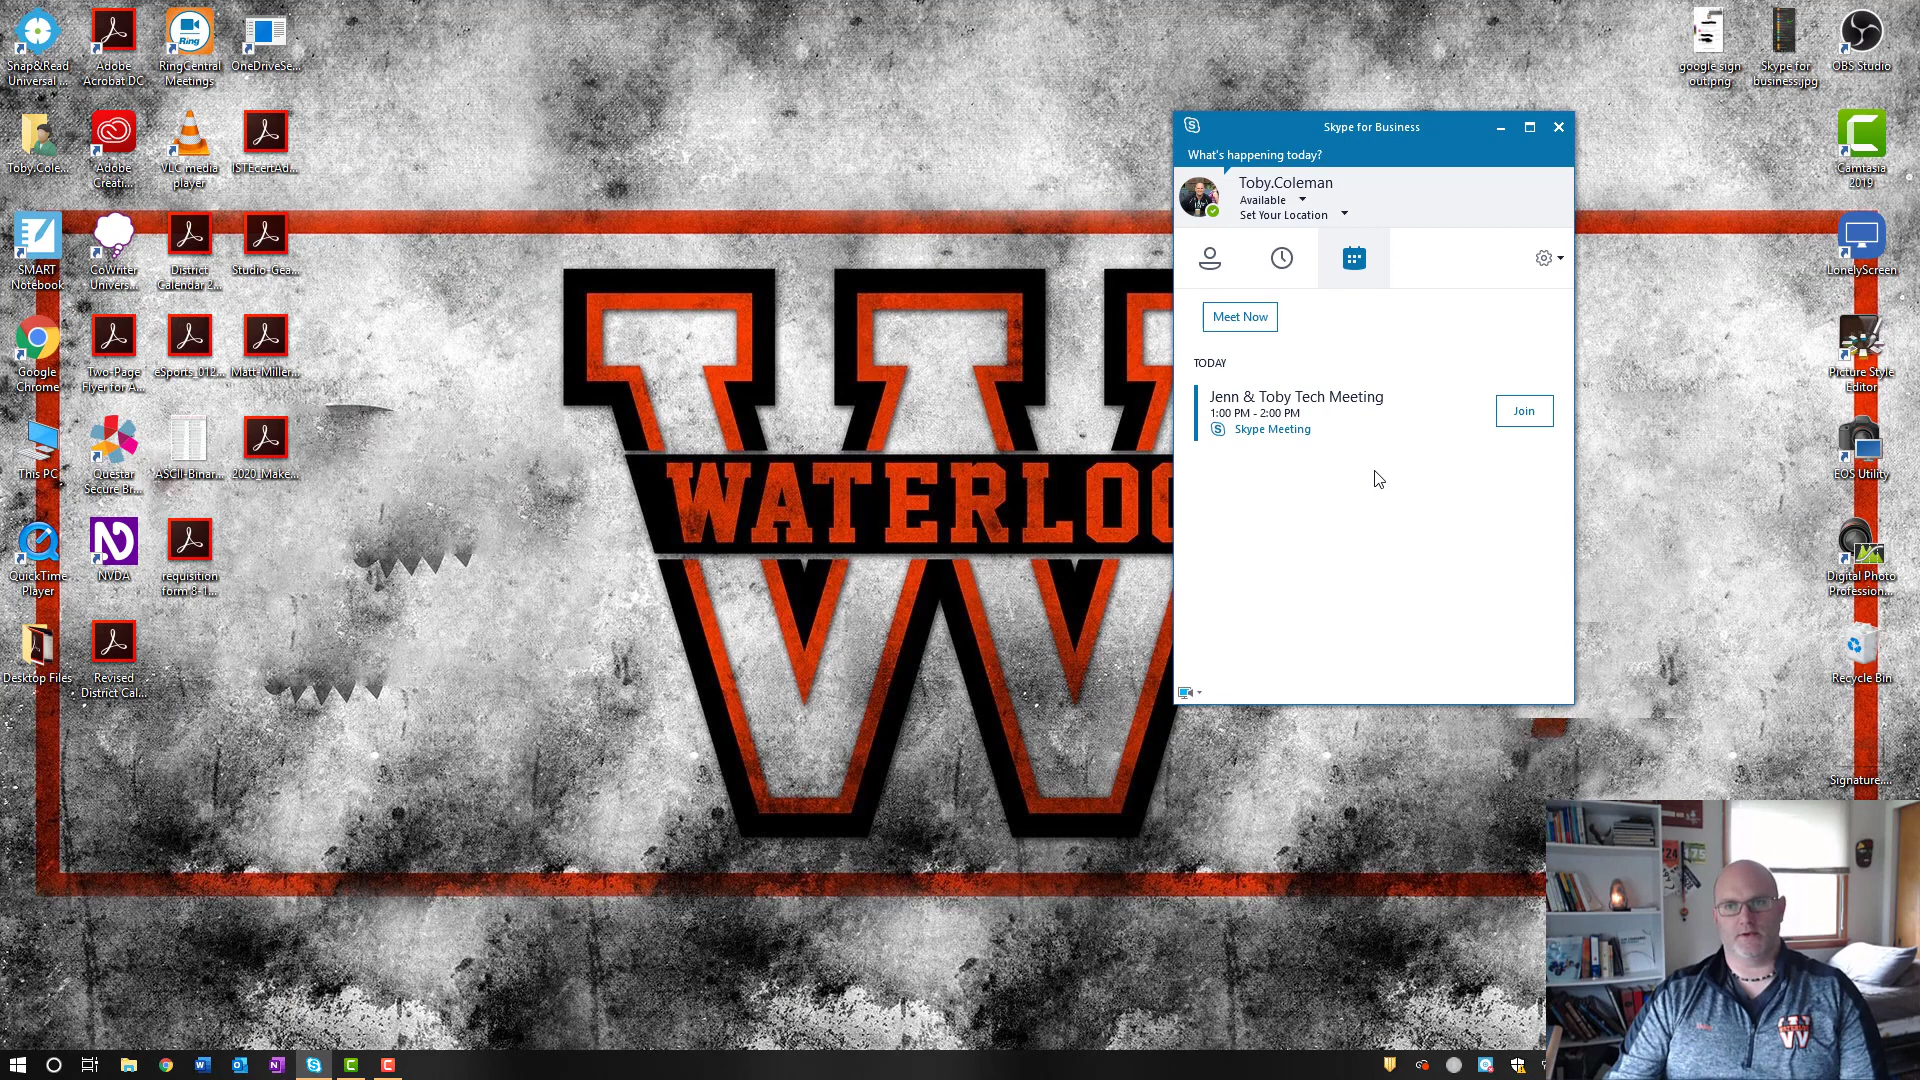 Snap&Read
Universal ...
Adobe
Acrobat DC
Ring
RingCentral
Meetings
OneDriveSe...
google sign
out.png
Skype for
business.jpg
OBS Studio
Toby.Cole...
Adobe
Creati...
VLC media
player
ISTEcertAd...
Camtasia
2019
SMART
Notebook
CoWriter
Univers...
District
Calendar 2...
Studio-Gea...
LonelyScreen
Google
Chrome
Two-Page
Flyer for A...
eSports_012...
Matt-Miller...
Picture Style
Editor
This PC
Questar
Secure Br...
ASCII-Binar...
2020_Make...
EOS Utility
QuickTime
Player
NVDA
requisition
form 8-1...
Digital Photo
Profession...
Desktop Files
Revised
District Cal...
Recycle Bin
Signature....
WATERLOO
Skype for Business
What's happening today?
Toby.Coleman
Available
Set Your Location
Meet Now
TODAY
Jenn & Toby Tech Meeting
1:00 PM - 2:00 PM
Skype Meeting
Join
WATERLOO
W